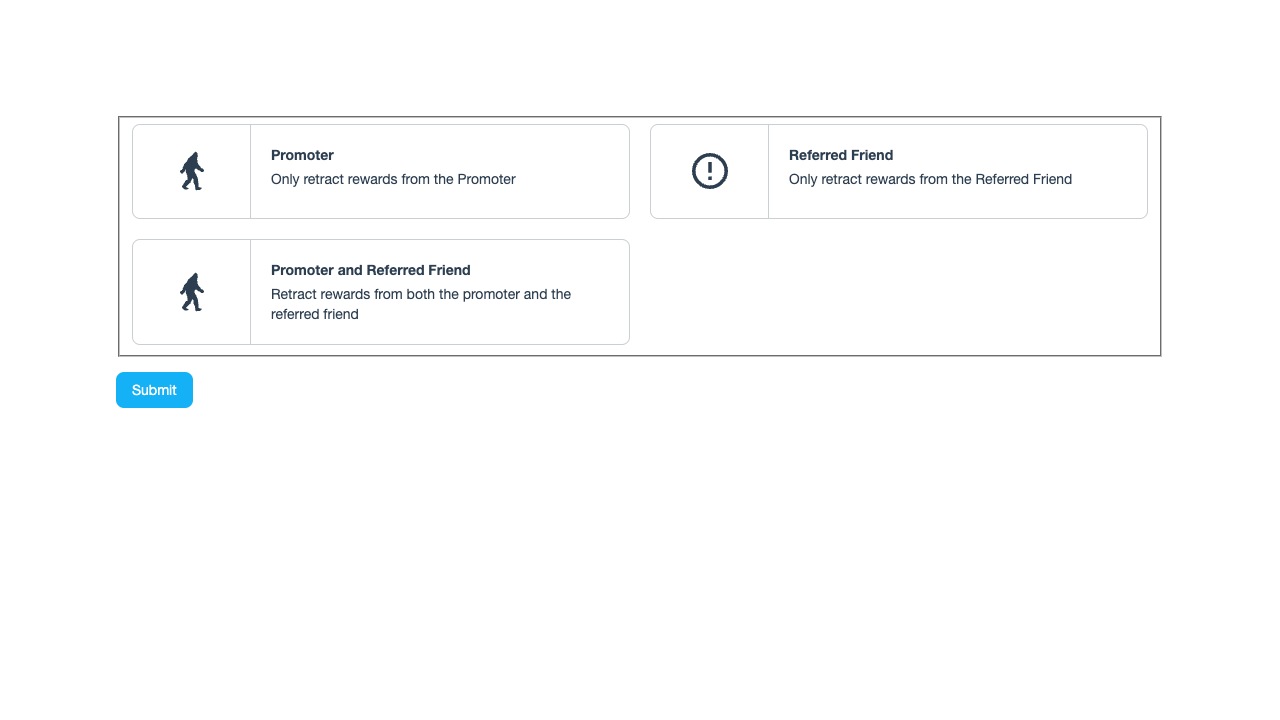 Promoter
Only retract rewards from the Promoter
Referred Friend
Only retract rewards from the Referred Friend
Promoter and Referred Friend
Retract rewards from both the promoter and the
referred friend
Submit